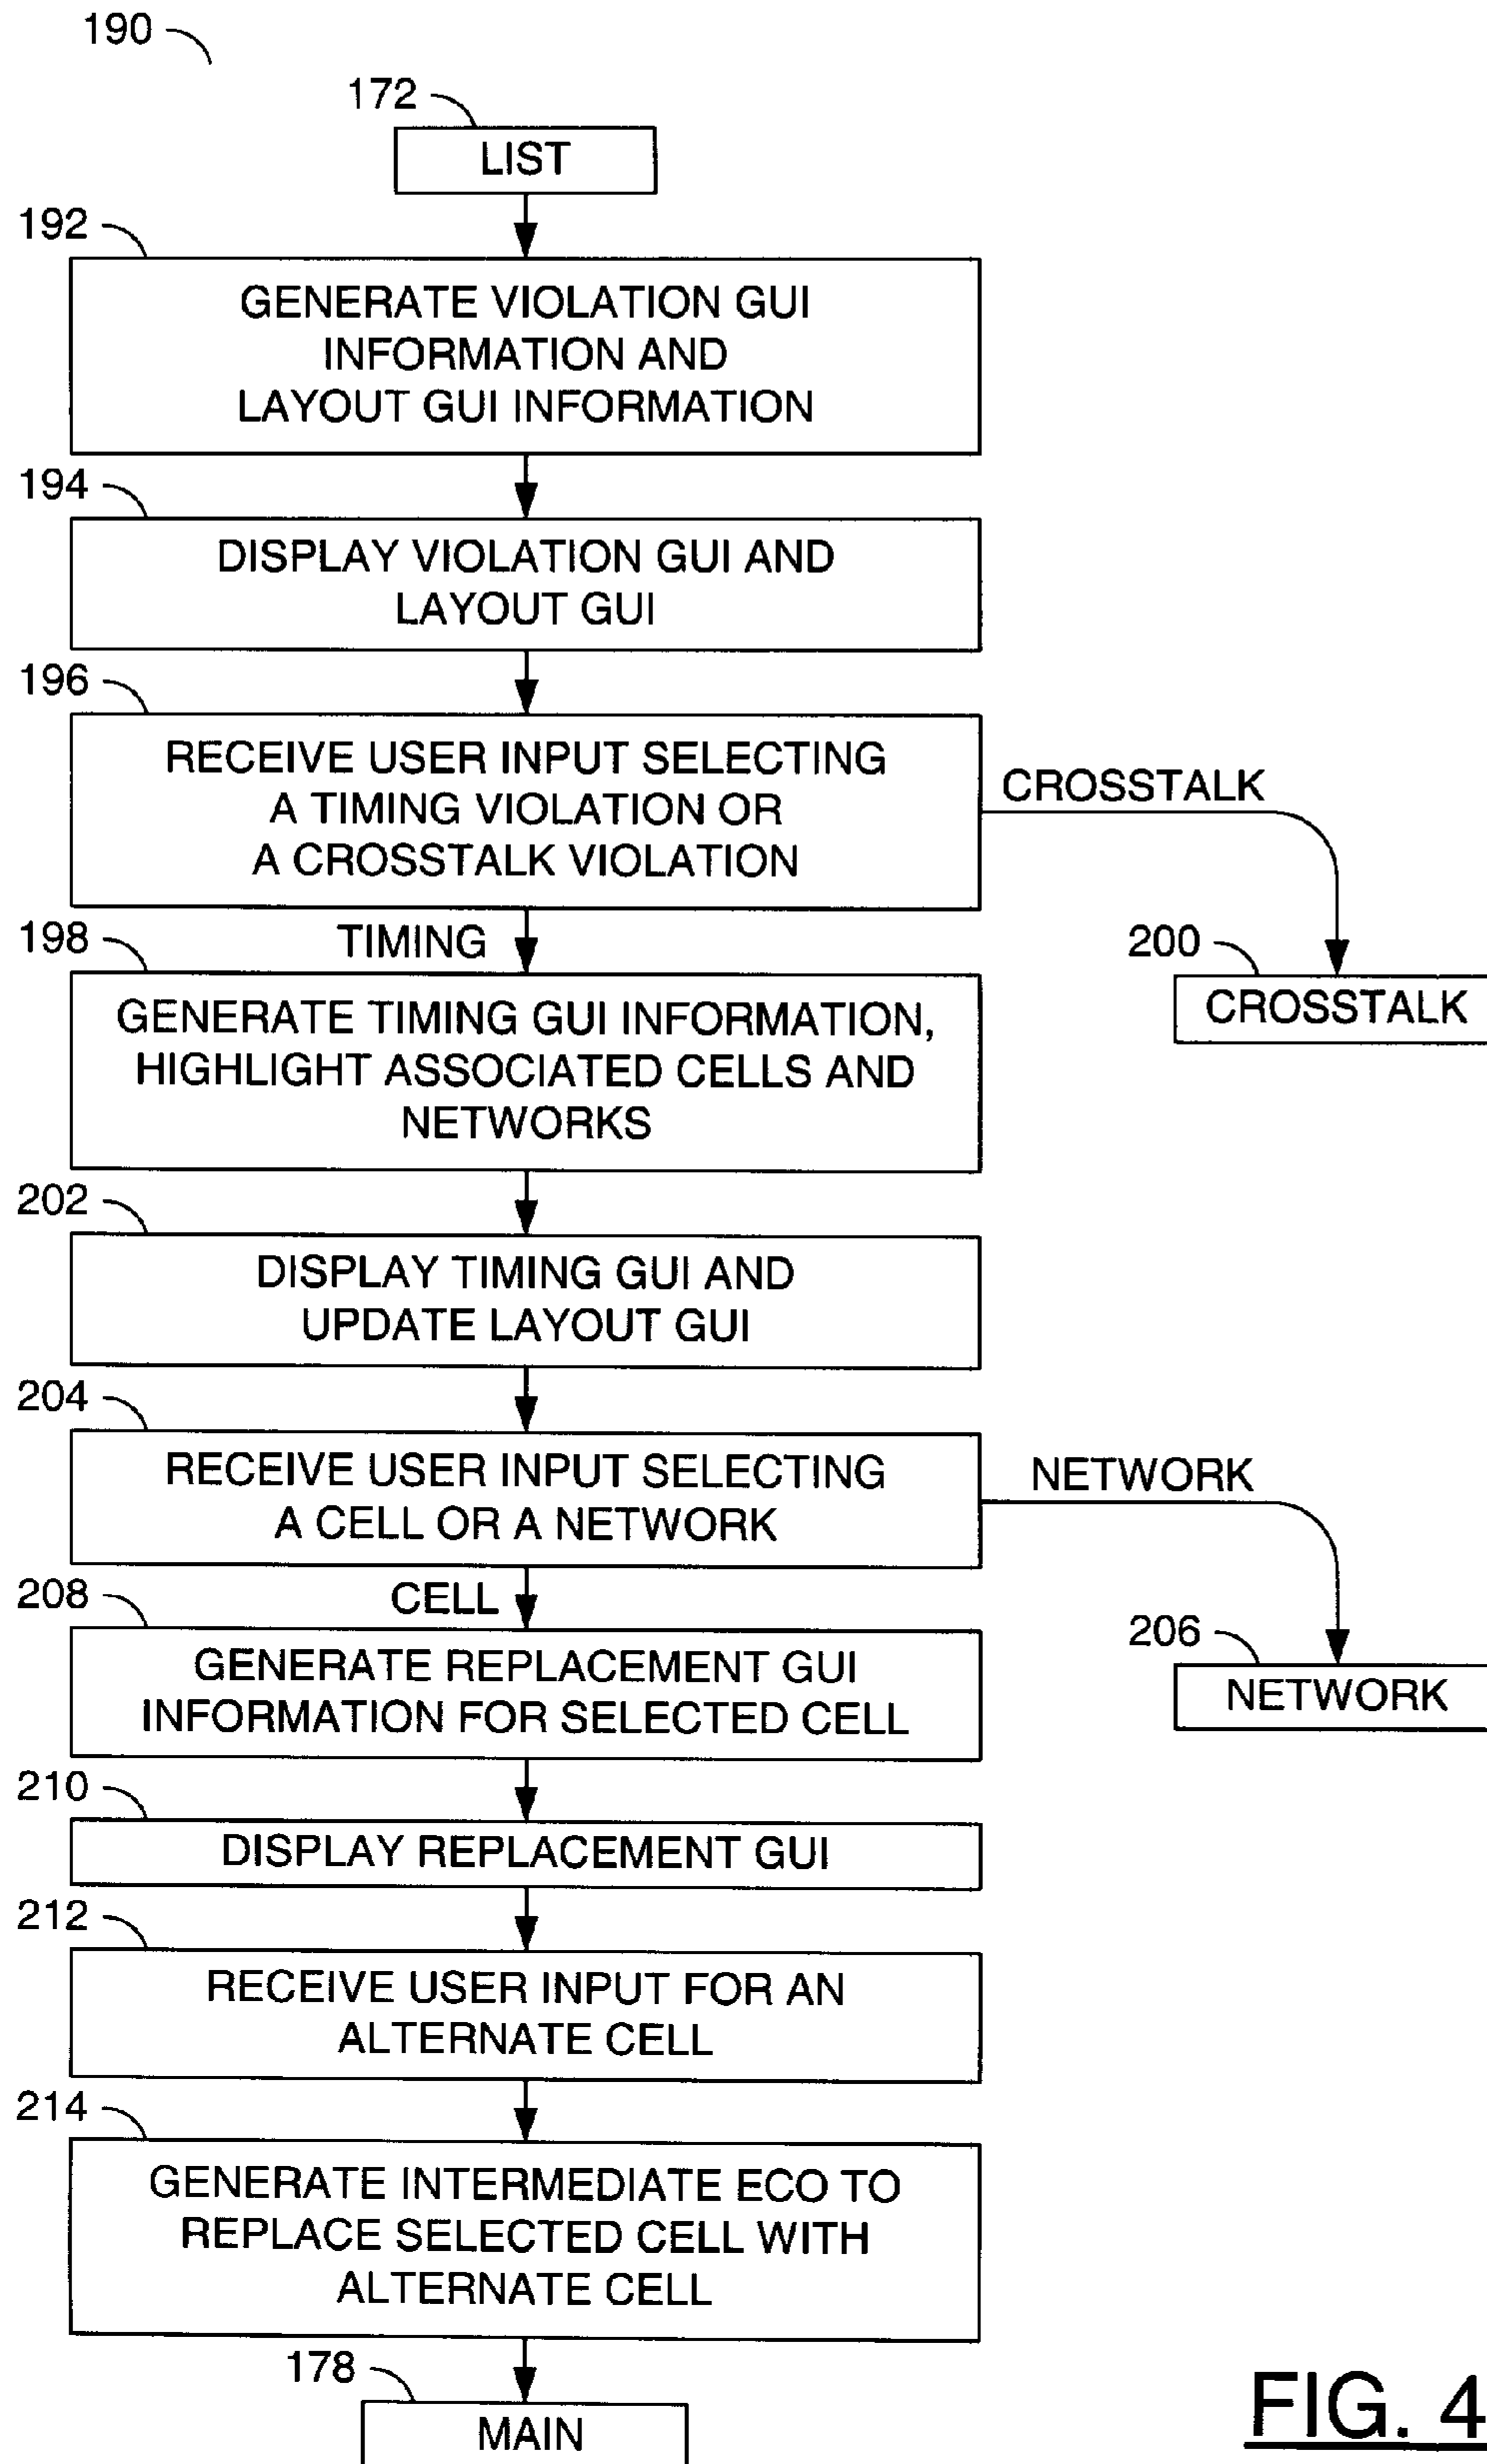 190
172
LIST
192
GENERATE VIOLATION GUI
INFORMATION AND
LAYOUT GUI INFORMATION
194
DISPLAY VIOLATION GUI AND
LAYOUT GUI
196
RECEIVE USER INPUT SELECTING
A TIMING VIOLATION OR
A CROSSTALK VIOLATION
CROSSTALK
TIMING
198
GENERATE TIMING GUI INFORMATION,
HIGHLIGHT ASSOCIATED CELLS AND
NETWORKS
200
CROSSTALK
202
DISPLAY TIMING GUI AND
UPDATE LAYOUT GUI
204
RECEIVE USER INPUT SELECTING
A CELL OR A NETWORK
NETWORK
CELL
208
GENERATE REPLACEMENT GUI
INFORMATION FOR SELECTED CELL
206
NETWORK
210
DISPLAY REPLACEMENT GUI
212
RECEIVE USER INPUT FOR AN
ALTERNATE CELL
214
GENERATE INTERMEDIATE ECO TO
REPLACE SELECTED CELL WITH
ALTERNATE CELL
178
MAIN
FIG. 4